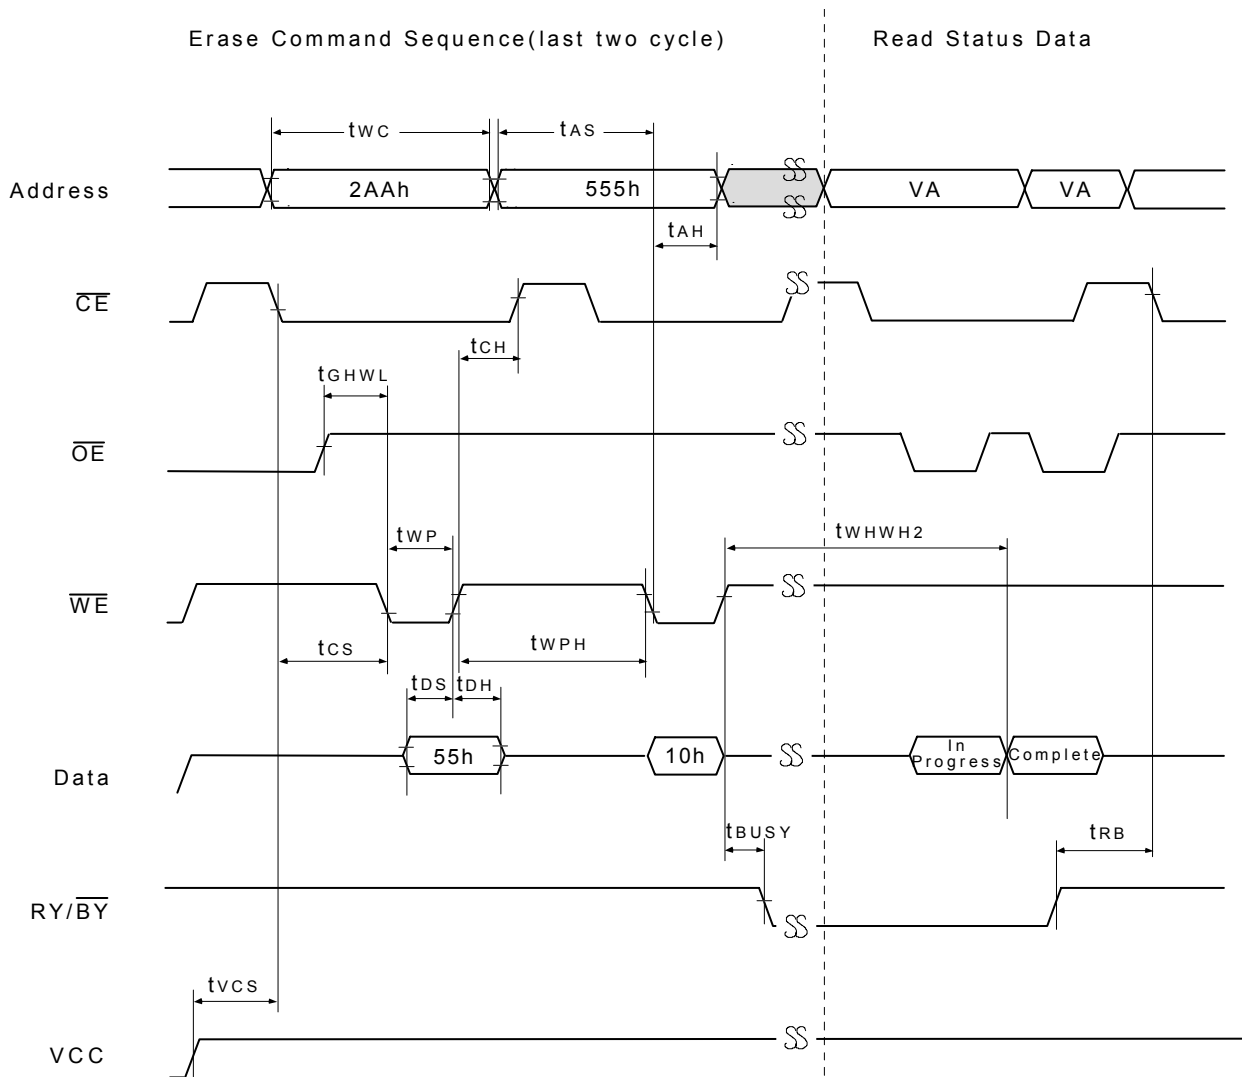 Erase Command Sequence(last two cycle) Read Status Data
tWC tAS
Address 2AAh 555h VA VA
tAH
CE
tCH
tGHWL
OE
tWP tWHWH2
WE
tCS tWPH
tDS tDH
Data 55h 10h In Progress Complete
tBUSY tRB
RY/BY
tVCS
VCC